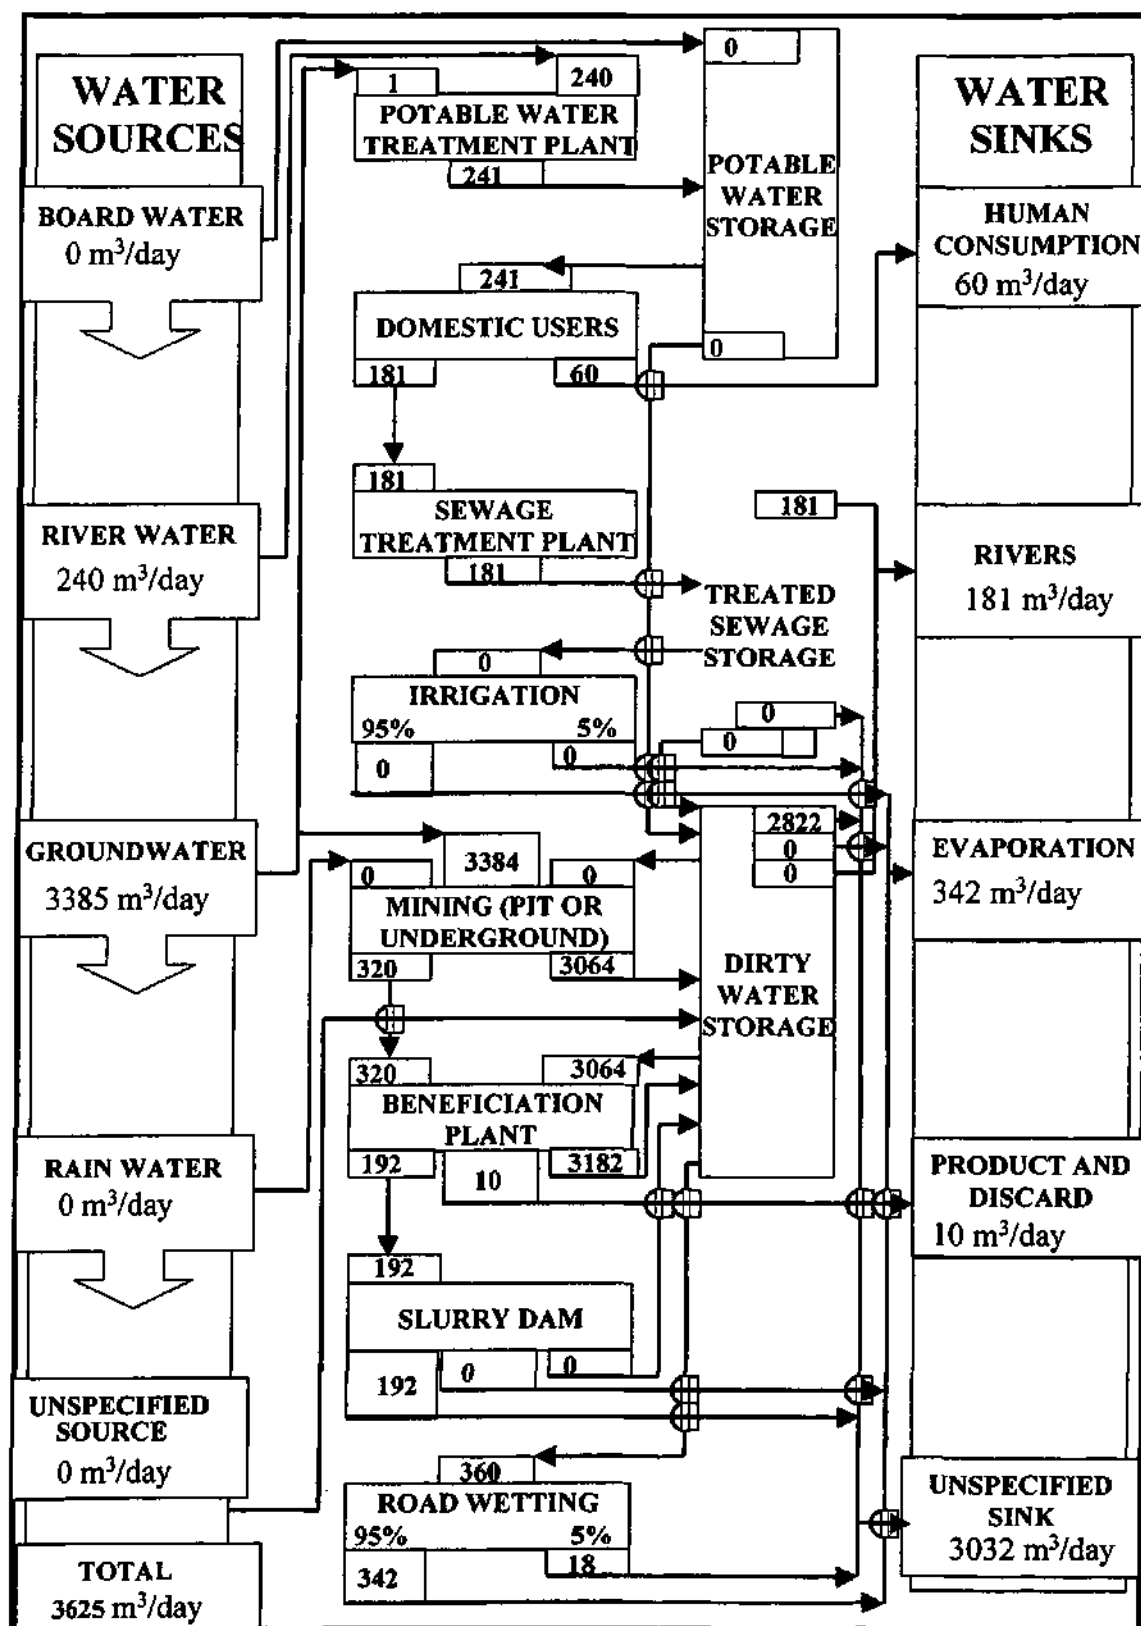 WATER
SOURCES
BOARD WATER
0 m³/day
RIVER WATER
240 m³/day
GROUNDWATER
3385 m³/day
RAIN WATER
0 m³/day
UNSPECIFIED
SOURCE
0 m³/day
TOTAL
3625 m³/day
1
240
POTABLE WATER
TREATMENT PLANT
241
241
DOMESTIC USERS
181
60
181
SEWAGE
TREATMENT PLANT
181
0
IRRIGATION
95% 5%
0
0
3384
0
0
MINING (PIT OR
UNDERGROUND)
320
3064
320
3064
BENEFICIATION
PLANT
192
10
3182
192
SLURRY DAM
192
0
0
360
ROAD WETTING
95% 5%
342
18
0
POTABLE
WATER
STORAGE
0
181
TREATED
SEWAGE
STORAGE
0
0
2822
0
0
DIRTY
WATER
STORAGE
WATER
SINKS
HUMAN
CONSUMPTION
60 m³/day
RIVERS
181 m³/day
EVAPORATION
342 m³/day
PRODUCT AND
DISCARD
10 m³/day
UNSPECIFIED
SINK
3032 m³/day